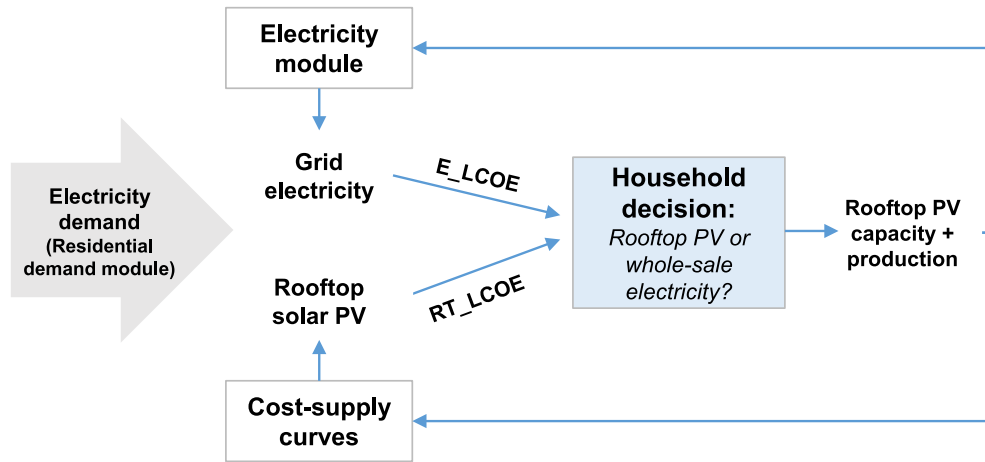 Electricity
module
Electricity
demand
(Residential
demand module)
Grid
electricity
E_LCOE
Rooftop
solar PV
RT_LCOE
Household
decision:
Rooftop PV or
whole-sale
electricity?
Rooftop PV
capacity +
production
Cost-supply
curves